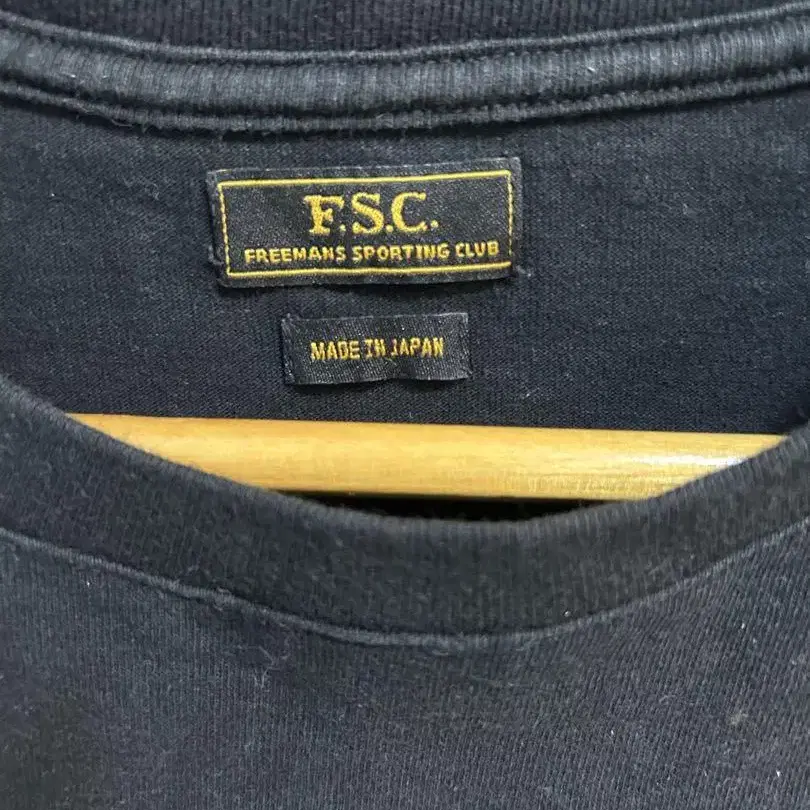 F.S.C.
FREEMANS SPORTING CLUB
MADE IN JAPAN